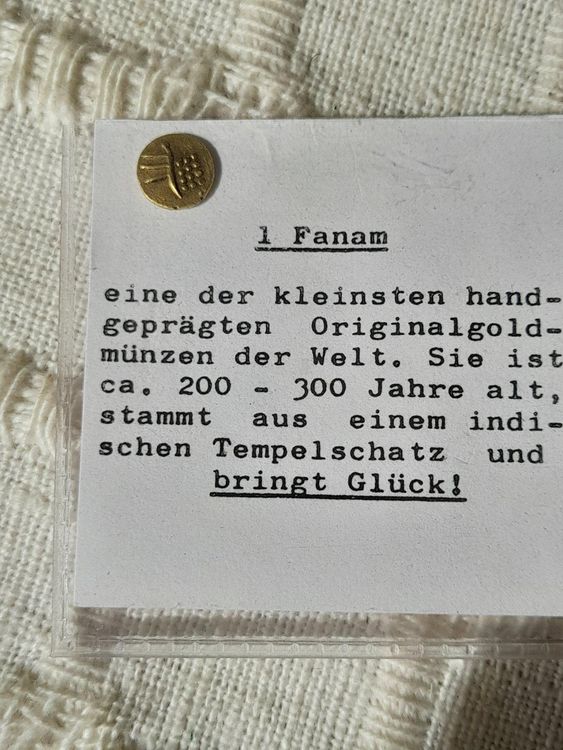 1 Fanam
eine der kleinsten hand-
geprägten Originalgold-
münzen der Welt. Sie ist
ca. 200 - 300 Jahre alt,
stammt aus einem indi-
schen Tempelschatz und
bringt Glück!